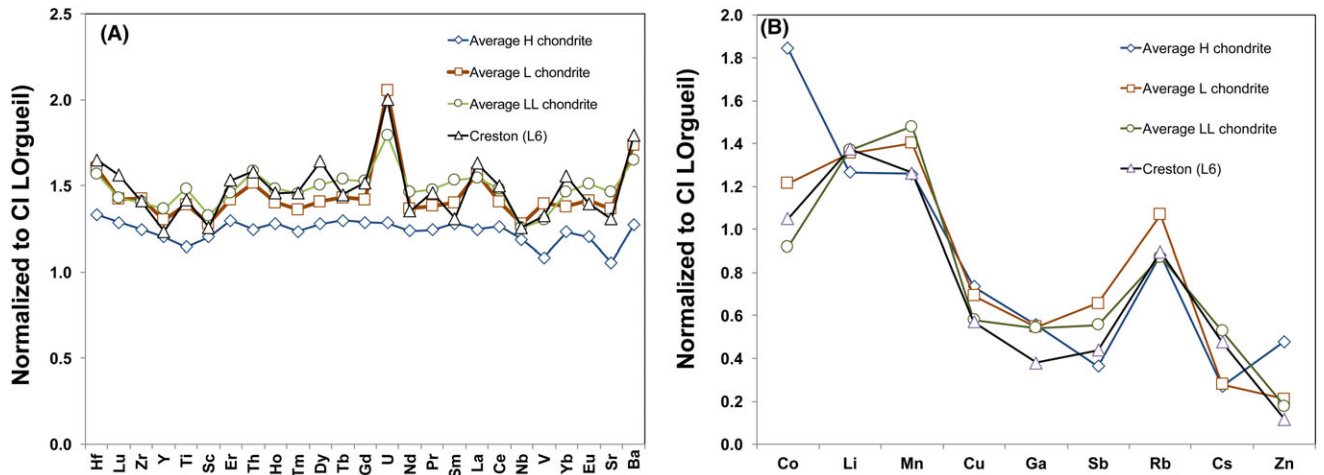 (A)
Normalized to CI LOrgueil)
2.5
2.0
1.5
1.0
0.5
0.0
Average H chondrite
Average L chondrite
Average LL chondrite
Creston (L6)
Hf Lu Zr Y Ti Sc Er Th Ho Tm Dy Tb Gd U Nd Pr Sm La Ce Nb V Yb Eu Sr Ba
(B)
Normalized to CI LOrgueil)
2.0
1.8
1.6
1.4
1.2
1.0
0.8
0.6
0.4
0.2
0.0
Average H chondrite
Average L chondrite
Average LL chondrite
Creston (L6)
Co Li Mn Cu Ga Sb Rb Cs Zn